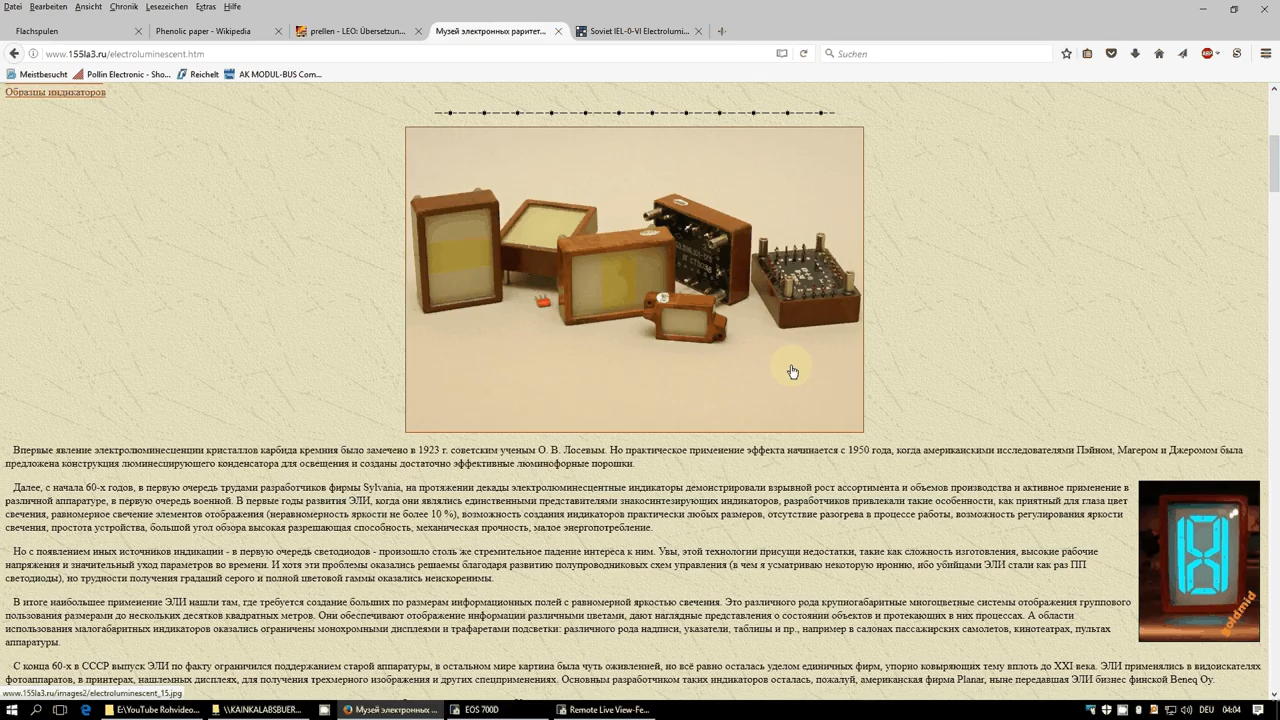 Datei Bearbeiten Ansicht Chronik Lesezeichen Extras Hilfe
Flachspulen
Phenolic paper - Wikipedia
prellen - LEO: Übersetzun...
Музей электронных раритет...
Soviet IEL-0-VI Electrolumi...
www.155la3.ru/electroluminescent.htm
Suchen
Meistbesucht
Pollin Electronic - Sho...
Reichelt
AK MODUL-BUS Com...
Образцы индикаторов
Впервые явление электролюминесценции кристаллов карбида кремния было замечено в 1923 г. советским ученым О. В. Лосевым. Но практическое применение эффекта начинается с 1950 года, когда американскими исследователями Пэйном, Магером и Джеромом была
предложена конструкция люминесцирующего конденсатора для освещения и созданы достаточно эффективные люминофорные порошки.
Далее, с начала 60-х годов, в первую очередь трудами разработчиков фирмы Sylvania, на протяжении декады электролюминесцентные индикаторы демонстрировали взрывной рост ассортимента и объемов производства и активное применение в
различной аппаратуре, в первую очередь военной. В первые годы развития ЭЛИ, когда они являлись единственными представителями знакосинтезирующих индикаторов, разработчиков привлекали такие особенности, как приятный для глаза цвет
свечения, равномерное свечение элементов отображения (неравномерность яркости не более 10 %), возможность создания индикаторов практически любых размеров, отсутствие разогрева в процессе работы, возможность регулирования яркости
свечения, простота устройства, большой угол обзора высокая разрешающая способность, механическая прочность, малое энергопотребление.
Но с появлением иных источников индикации - в первую очередь светодиодов - произошло столь же стремительное падение интереса к ним. Увы, этой технологии присущи недостатки, такие как сложность изготовления, высокие рабочие
напряжения и значительный уход параметров во времени. И хотя эти проблемы оказались решаемы благодаря развитию полупроводниковых схем управления (в чем я усматриваю некоторую иронию, ибо убийцами ЭЛИ стали как раз ПП
светодиоды), но трудности получения градаций серого и полной цветовой гаммы оказались неискоренимы.
В итоге наибольшее применение ЭЛИ нашли там, где требуется создание больших по размерам информационных полей с равномерной яркостью свечения. Это различного рода крупногабаритные многоцветные системы отображения группового
пользования размерами до нескольких десятков квадратных метров. Они обеспечивают отображение информации различными цветами, дают наглядные представления о состоянии объектов и протекающих в них процессах. А области
использования малогабаритных индикаторов оказались ограничены монохромными дисплеями и трафаретами подсветки: различного рода надписи, указатели, таблицы и пр., например в салонах пассажирских самолетов, кинотеатрах, пультах
аппаратуры.
goldmid
С конца 60-х в СССР выпуск ЭЛИ по факту ограничился поддержанием старой аппаратуры, в остальном мире картина была чуть оживленней, но всё равно осталась уделом единичных фирм, упорно ковыряющих тему вплоть до XXI века. ЭЛИ применялись в видоискателях
фотоаппаратов, в принтерах, нашлемных дисплеях, для получения трехмерного изображения и других спецприменениях. Основным разработчиком таких индикаторов осталась, пожалуй, американская фирма Planar, ныне передавшая ЭЛИ бизнес финской Beneq Oy.
www.155la3.ru/images2/electroluminescent_15.jpg
E:\YouTube Rohvideo...
\\KAINKALABSBUER...
Музей электронных ...
EOS 700D
Remote Live View-Fe...
DEU
04:04